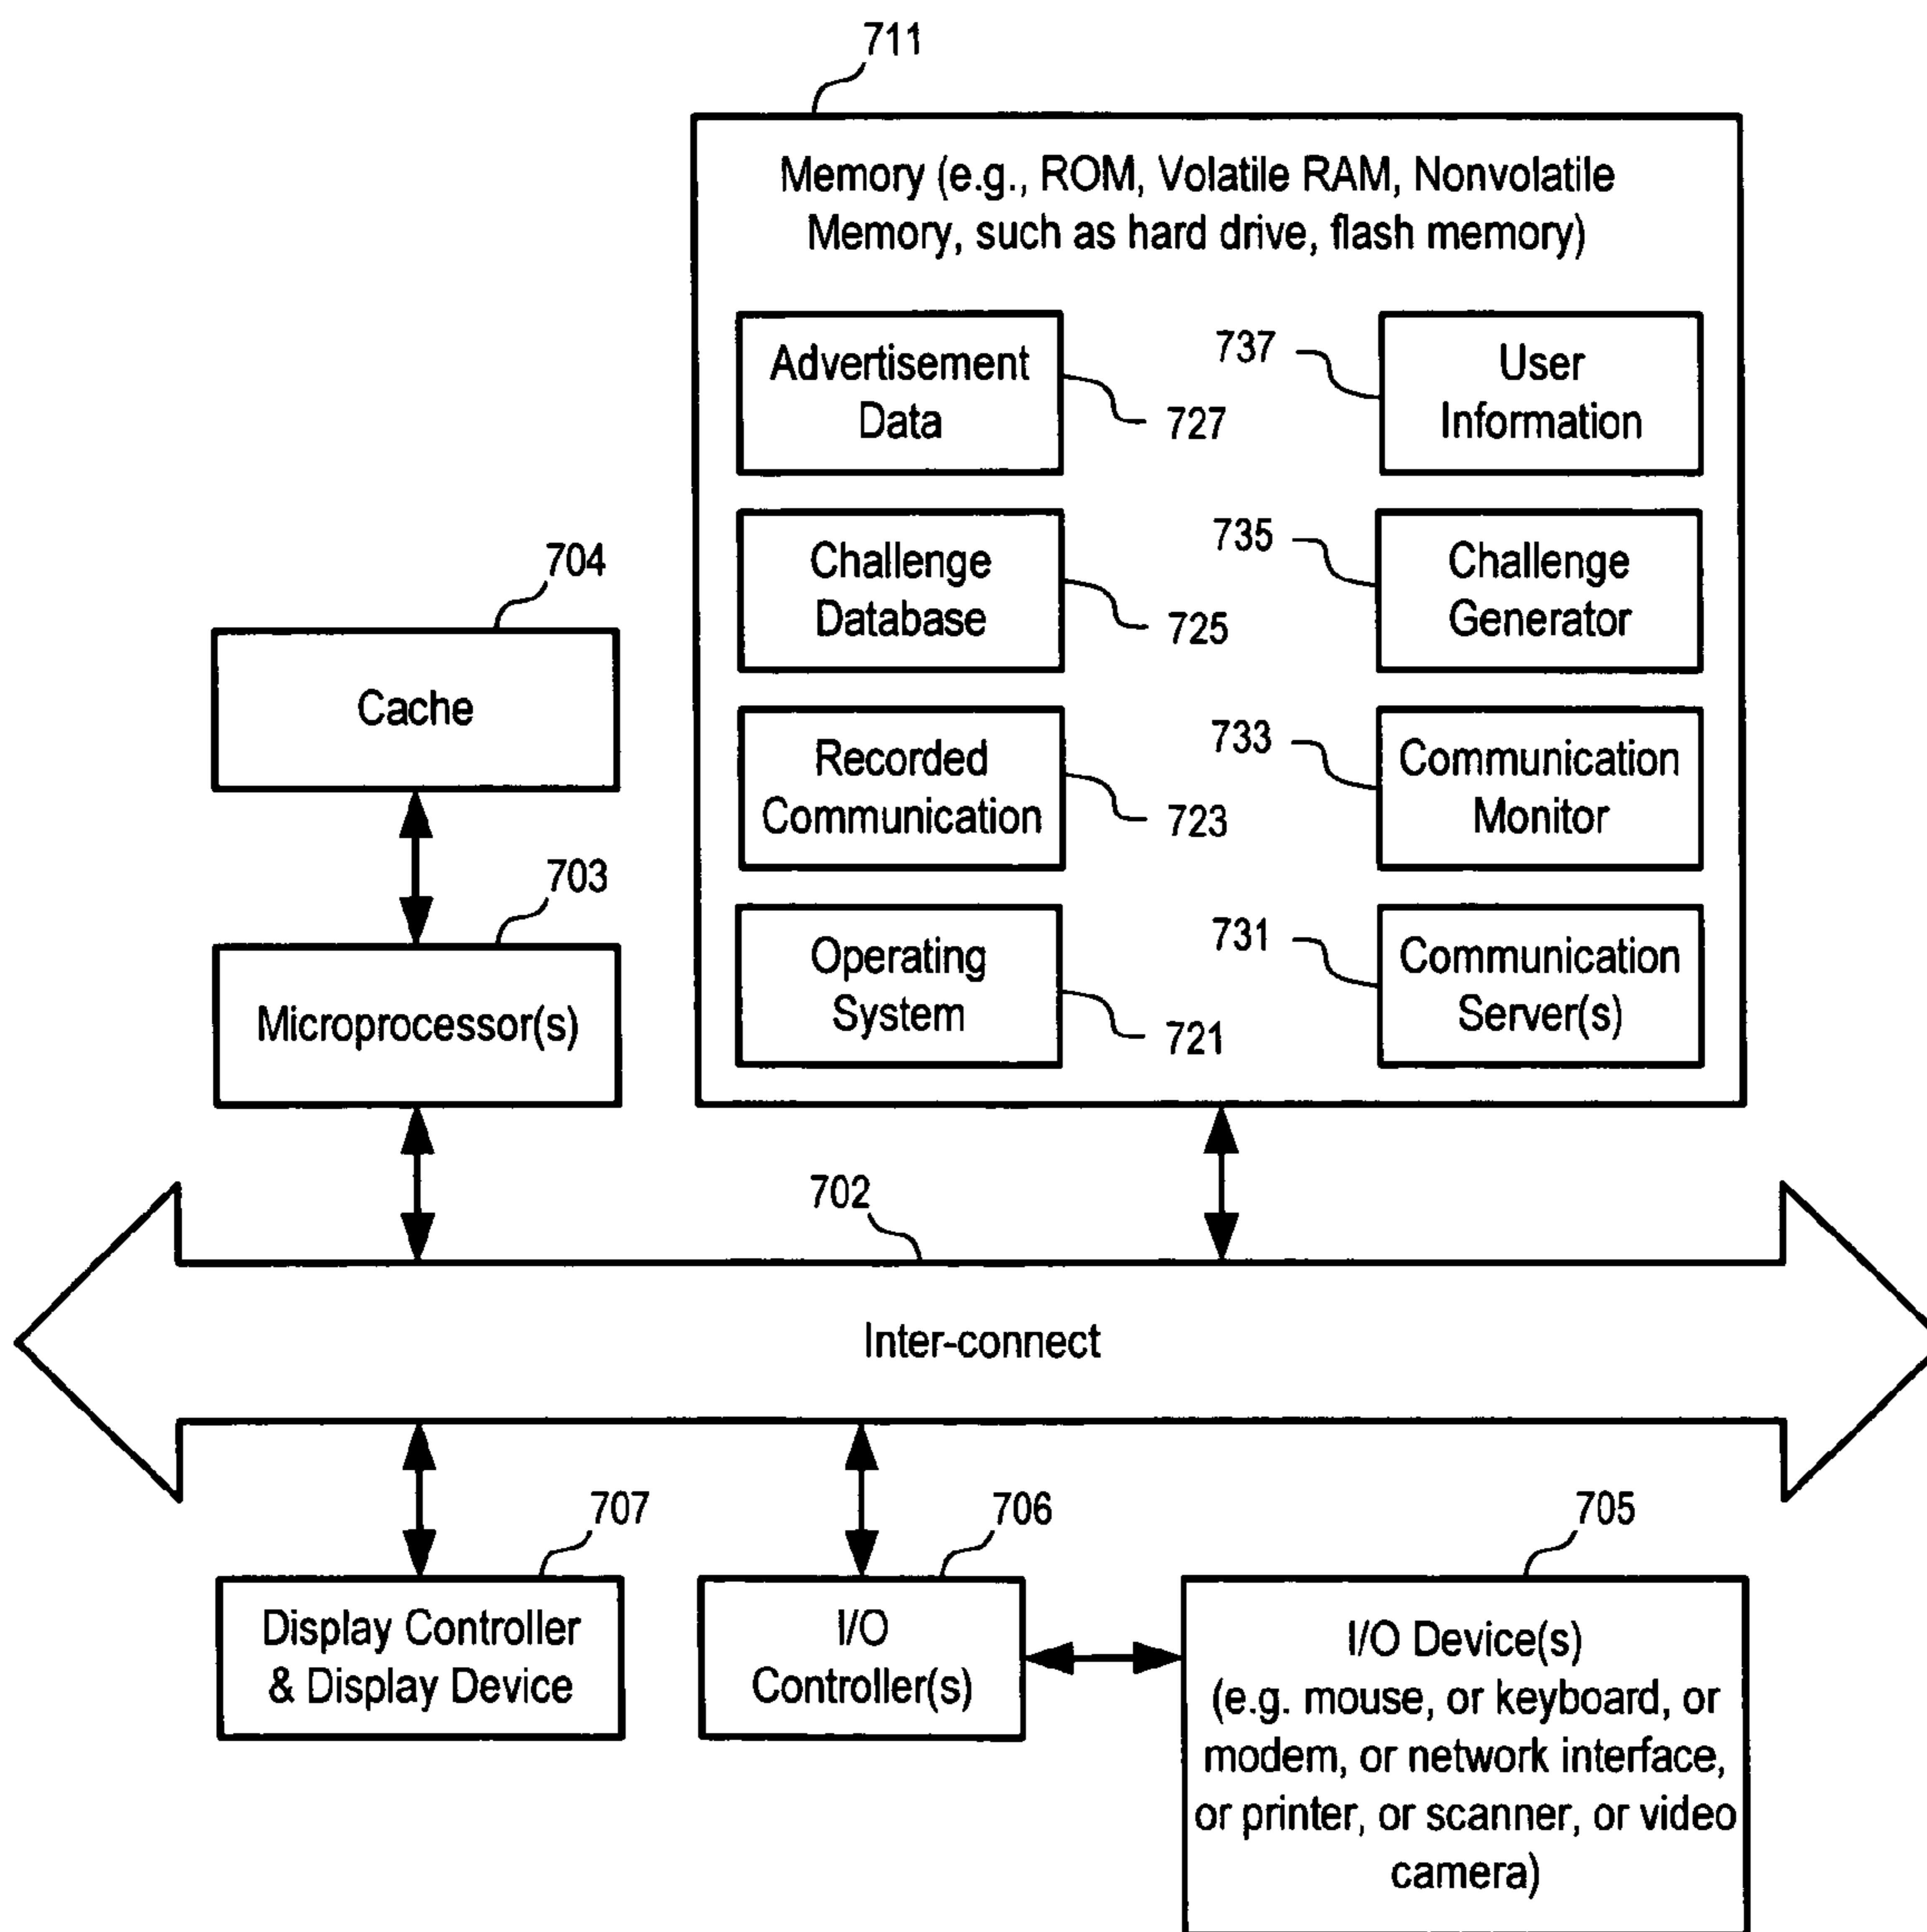 711
Memory (e.g., ROM, Volatile RAM, Nonvolatile
Memory, such as hard drive, flash memory)
Advertisement
Data
727
737
User
Information
Challenge
Database
725
735
Challenge
Generator
Recorded
Communication
723
733
Communication
Monitor
Operating
System
721
731
Communication
Server(s)
704
Cache
703
Microprocessor(s)
702
Inter-connect
707
Display Controller
& Display Device
706
I/O
Controller(s)
705
I/O Device(s)
(e.g. mouse, or keyboard, or
modem, or network interface,
or printer, or scanner, or video
camera)